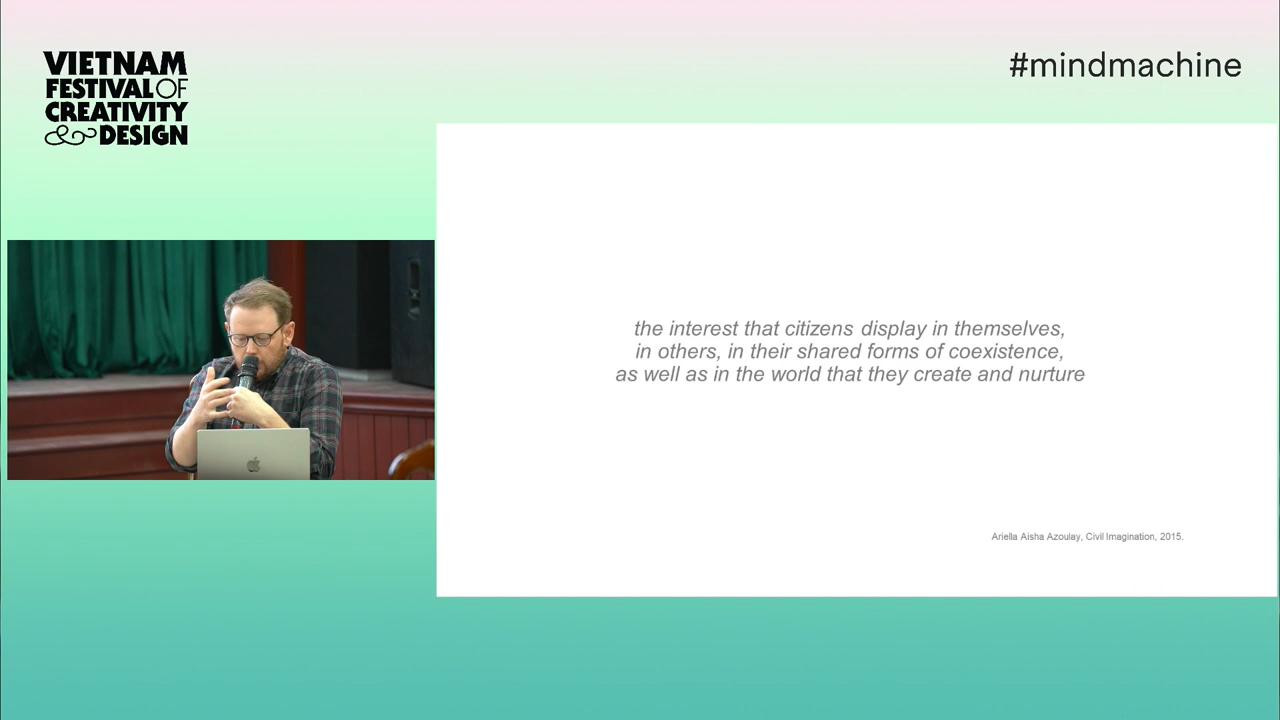 VIETNAM
FESTIVAL OF
CREATIVITY
& DESIGN
#mindmachine
the interest that citizens display in themselves,
in others, in their shared forms of coexistence,
as well as in the world that they create and nurture
Ariella Aisha Azoulay, Civil Imagination, 2015.